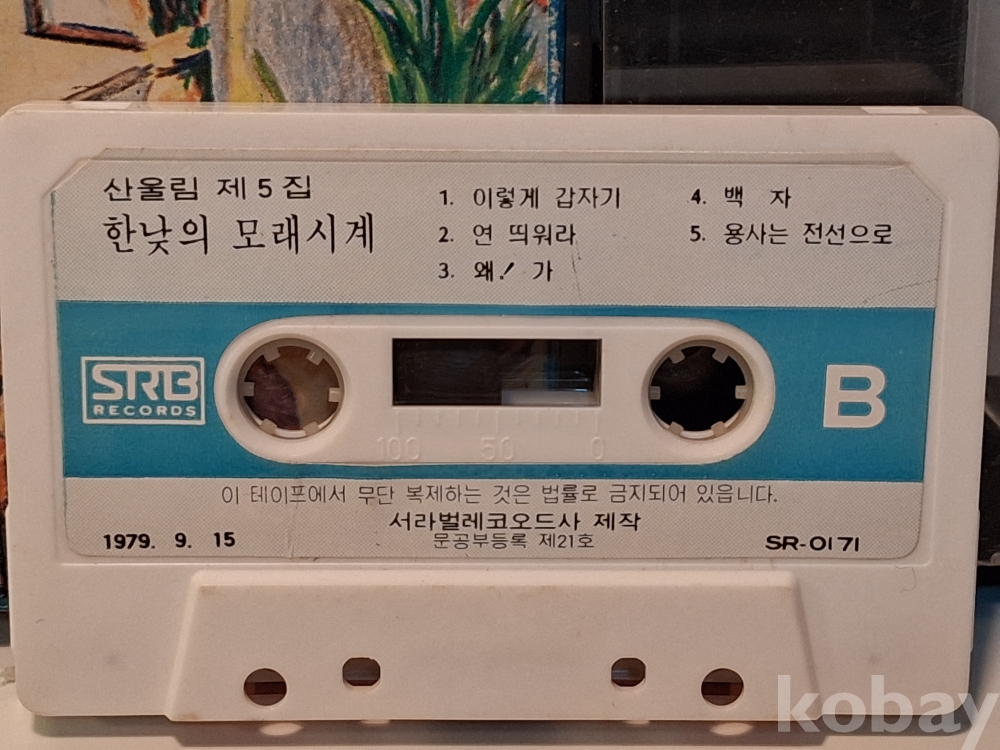 산울림 제 5 집
한낮의 모래시계
1. 이렇게 갑자기
2. 연 띄워라
3. 왜! 가
4. 백 자
5. 용사는 전선으로
SRB
RECORDS
B
100 50 0
이 테이프에서 무단 복제하는 것은 법률로 금지되어 있읍니다.
서라벌레코오드사 제작
문공부등록 제21호
1979. 9. 15
SR-0171
kobay